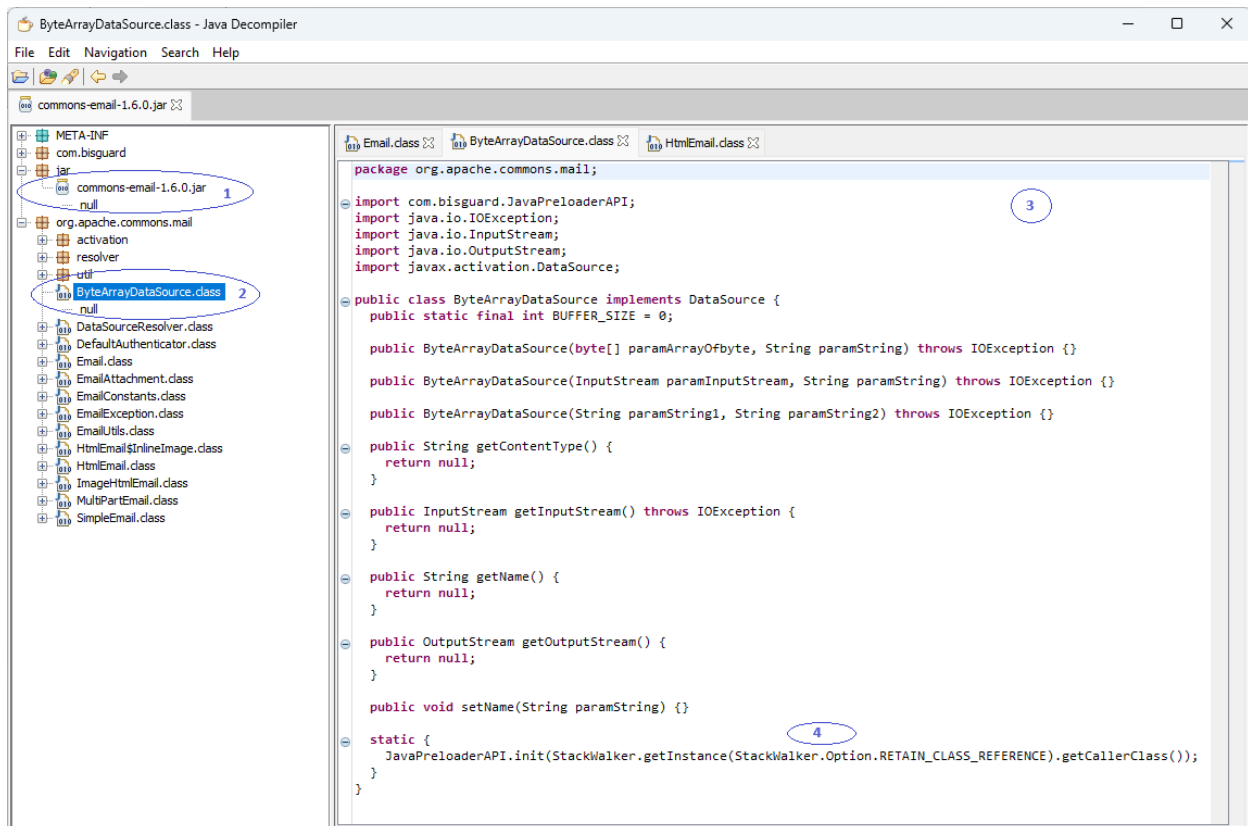 ByteArrayDataSource.class - Java Decompiler
File Edit Navigation Search Help
commons-email-1.6.0.jar
META-INF
com.bisguard
jar
commons-email-1.6.0.jar 1
null
org.apache.commons.mail
activation
resolver
util
ByteArrayDataSource.class 2
null
DataSourceResolver.class
DefaultAuthenticator.class
Email.class
EmailAttachment.class
EmailConstants.class
EmailException.class
EmailUtils.class
HtmlEmail$InlineImage.class
HtmlEmail.class
ImageHtmlEmail.class
MultiPartEmail.class
SimpleEmail.class
Email.class ByteArrayDataSource.class HtmlEmail.class
package org.apache.commons.mail;
import com.bisguard.JavaPreloaderAPI; 3
import java.io.IOException;
import java.io.InputStream;
import java.io.OutputStream;
import javax.activation.DataSource;
public class ByteArrayDataSource implements DataSource {
public static final int BUFFER_SIZE = 0;
public ByteArrayDataSource(byte[] paramArrayOfbyte, String paramString) throws IOException {}
public ByteArrayDataSource(InputStream paramInputStream, String paramString) throws IOException {}
public ByteArrayDataSource(String paramString1, String paramString2) throws IOException {}
public String getContentType() {
return null;
}
public InputStream getInputStream() throws IOException {
return null;
}
public String getName() {
return null;
}
public OutputStream getOutputStream() {
return null;
}
public void setName(String paramString) {}
static { 4
JavaPreloaderAPI.init(StackWalker.getInstance(StackWalker.Option.RETAIN_CLASS_REFERENCE).getCallerClass());
}
}